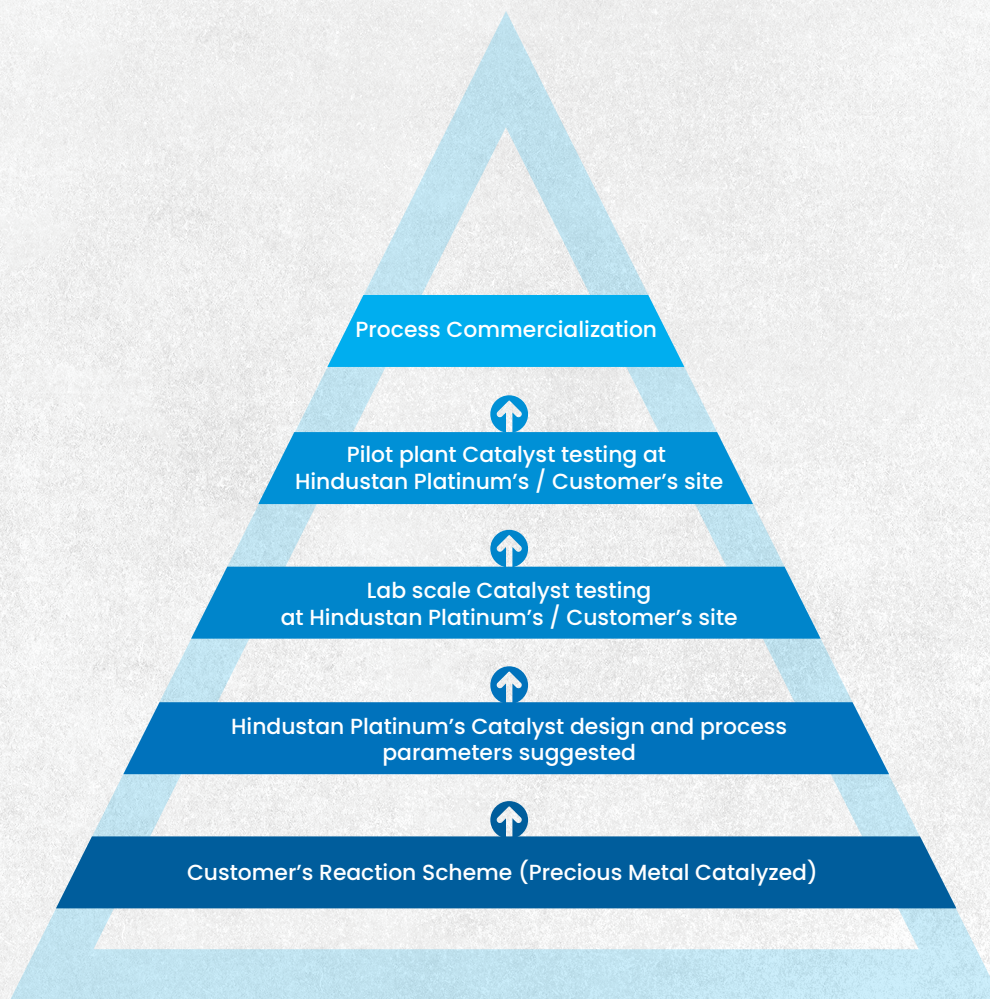 Process Commercialization
Pilot plant Catalyst testing at
Hindustan Platinum’s / Customer’s site
Lab scale Catalyst testing
at Hindustan Platinum’s / Customer’s site
Hindustan Platinum’s Catalyst design and process
parameters suggested
Customer’s Reaction Scheme (Precious Metal Catalyzed)